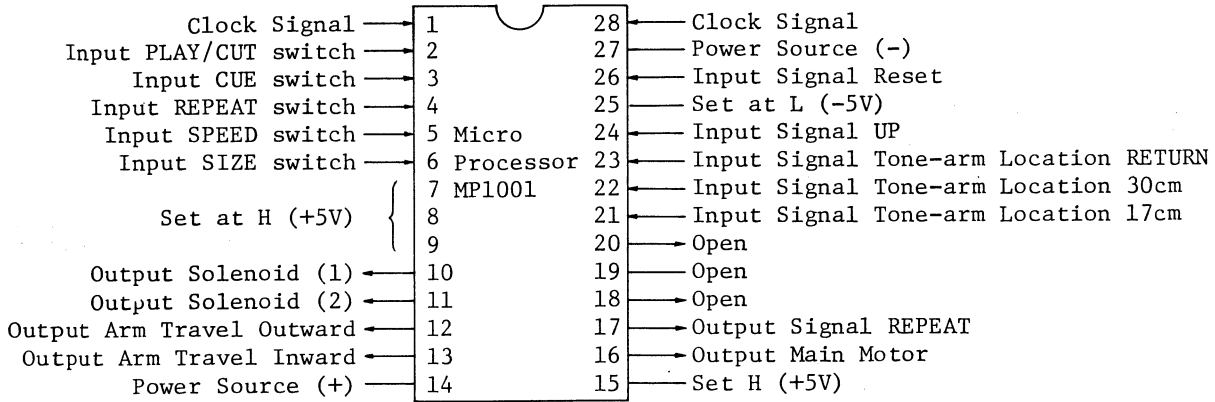 Clock Signal 1 28 Clock Signal
Input PLAY/CUT switch 2 27 Power Source (-)
Input CUE switch 3 26 Input Signal Reset
Input REPEAT switch 4 25 Set at L (-5V)
Input SPEED switch 5 Micro 24 Input Signal UP
Input SIZE switch 6 Processor 23 Input Signal Tone-arm Location RETURN
7 MP1001 22 Input Signal Tone-arm Location 30cm
Set at H (+5V) 8 21 Input Signal Tone-arm Location 17cm
9 20 Open
Output Solenoid (1) 10 19 Open
Output Solenoid (2) 11 18 Open
Output Arm Travel Outward 12 17 Output Signal REPEAT
Output Arm Travel Inward 13 16 Output Main Motor
Power Source (+) 14 15 Set H (+5V)